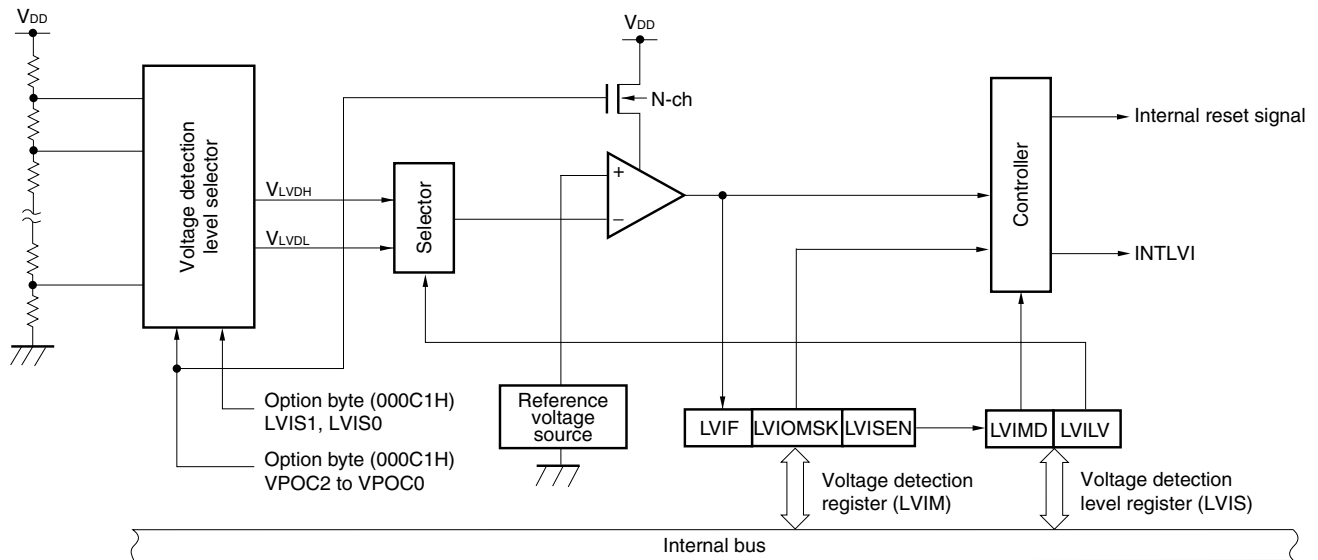 VDD
VDD
N-ch
Voltage detection
level selector
VLVDH
VLVDL
Selector
+
−
Controller
Internal reset signal
INTLVI
Option byte (000C1H)
LVIS1, LVIS0
Option byte (000C1H)
VPOC2 to VPOC0
Reference
voltage
source
LVIF
LVIOMSK
LVISEN
LVIMD
LVILV
Voltage detection
register (LVIM)
Voltage detection
level register (LVIS)
Internal bus